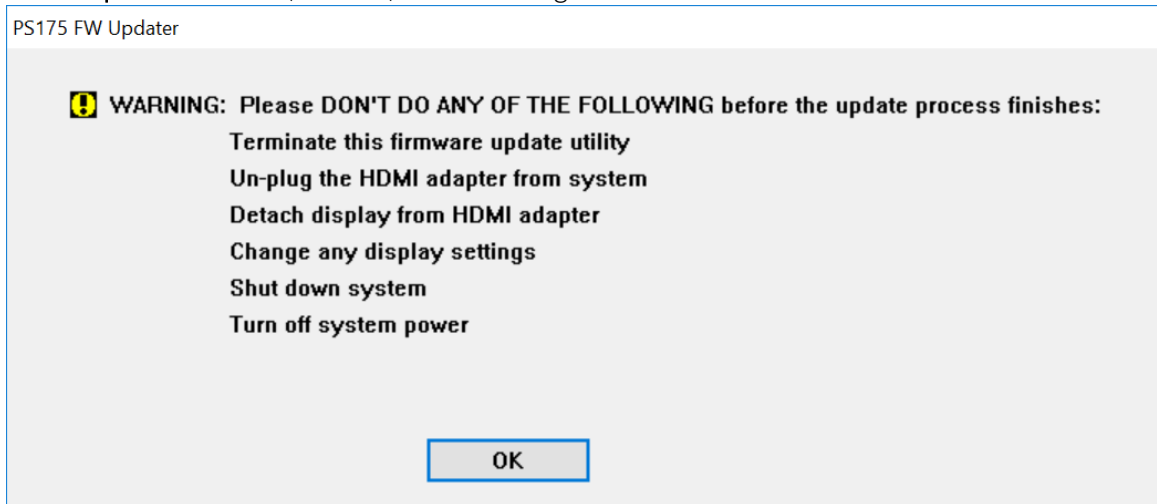 PS175 FW Updater
WARNING: Please DON'T DO ANY OF THE FOLLOWING before the update process finishes:
Terminate this firmware update utility
Un-plug the HDMI adapter from system
Detach display from HDMI adapter
Change any display settings
Shut down system
Turn off system power
OK